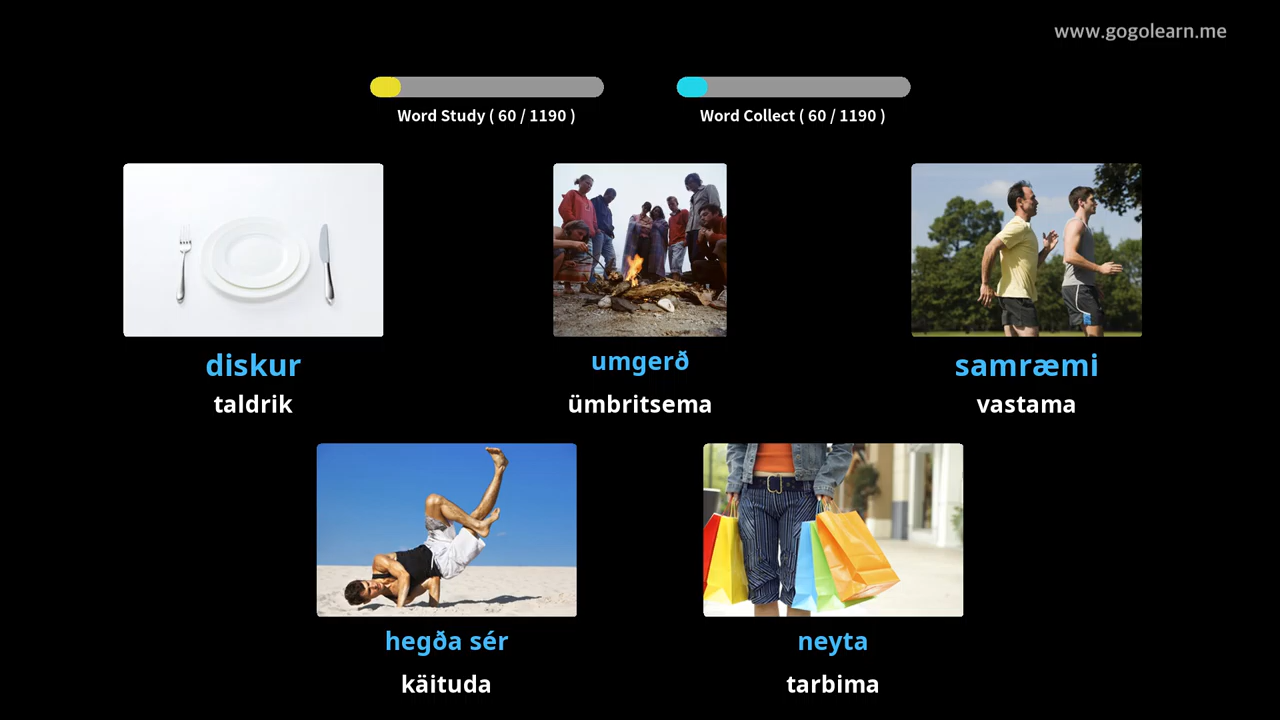 www.gogolearn.me
Word Study ( 60 / 1190 )
Word Collect ( 60 / 1190 )
diskur
taldrik
umgerð
ümbritsema
samræmi
vastama
hegða sér
käituda
neyta
tarbima